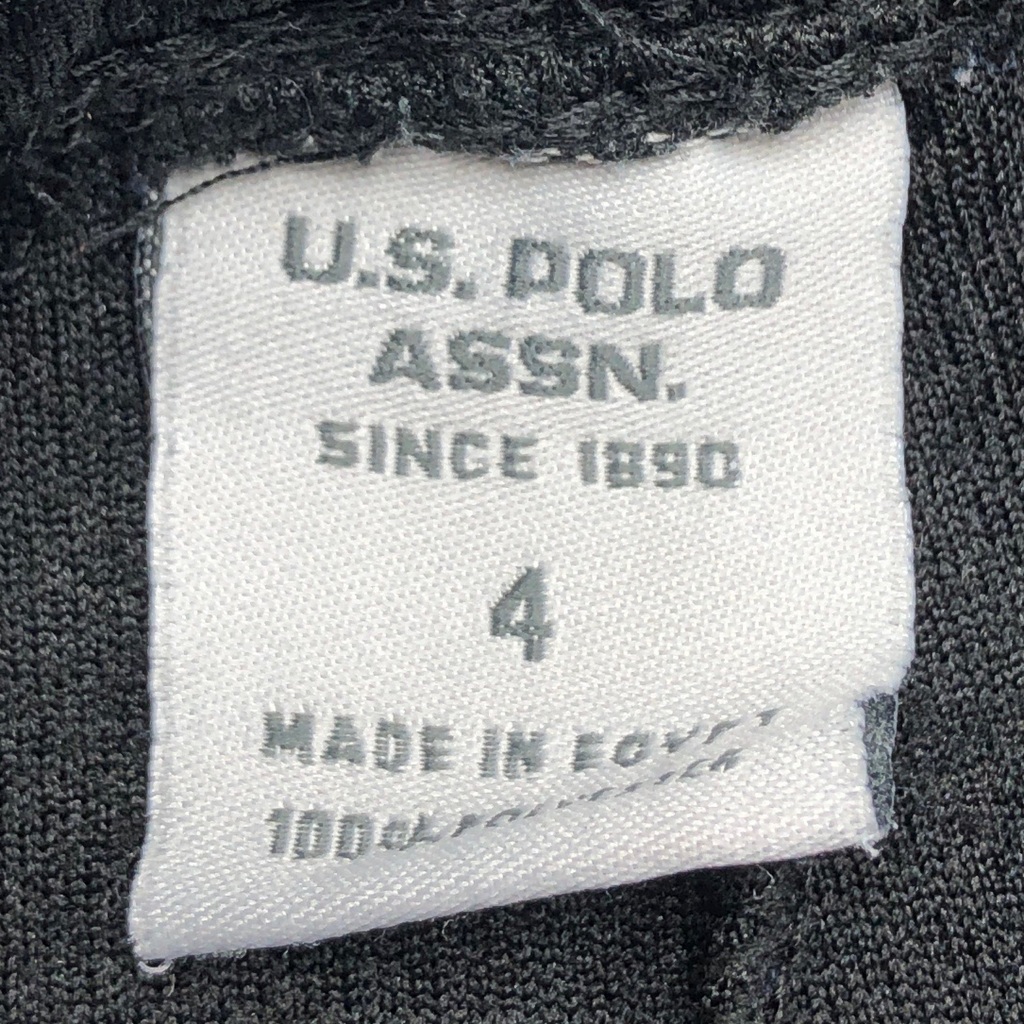 U.S. POLO
ASSN.
SINCE 1890
4
MADE IN EGYPT
100%